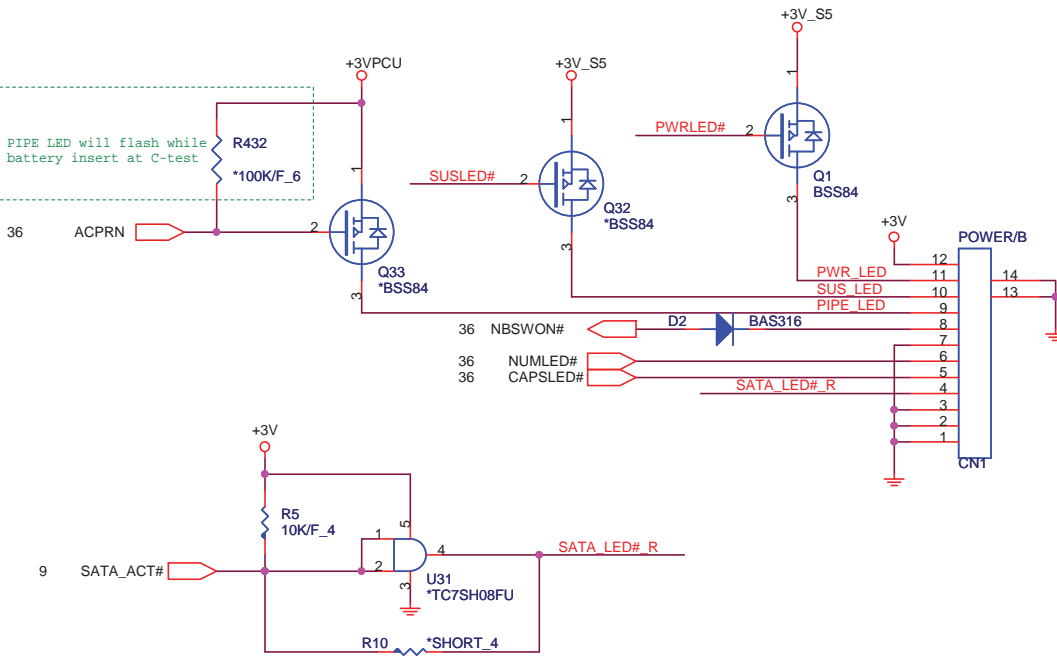 +3V_S5
+3VPCU
+3V_S5
1
1
1
PIPE LED will flash while
battery insert at C-test
R432
*100K/F_6
PWRLED#
2
SUSLED#
2
Q1
BSS84
3
Q32
*BSS84
3
36 ACPRN
2
Q33
*BSS84
3
+3V
POWER/B
12
PWR_LED 11 14
SUS_LED 10 13
PIPE_LED 9
36 NBSWON# D2 BAS316 8
7
36 NUMLED# 6
36 CAPSLED# 5
SATA_LED#_R 4
3
2
1
CN1
+3V
R5
10K/F_4
5
1
4 SATA_LED#_R
9 SATA_ACT#
2
3
U31
*TC7SH08FU
R10 *SHORT_4